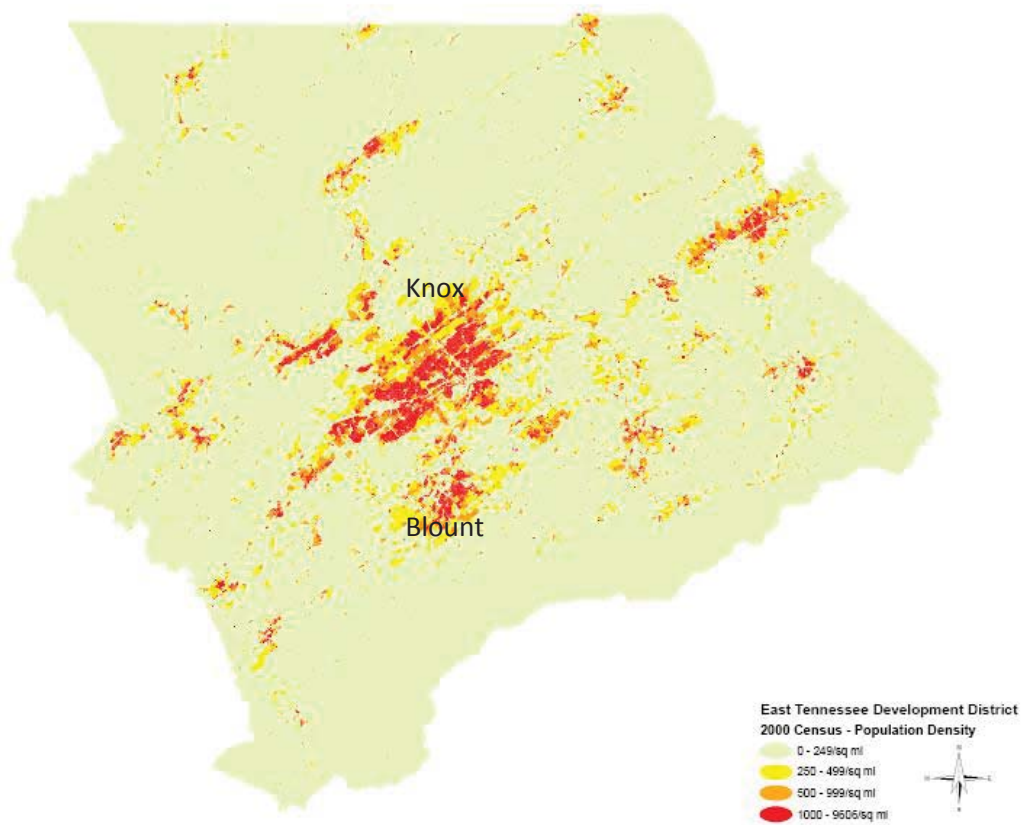 Knox
Blount
East Tennessee Development District
2000 Census - Population Density
0 - 249/sq mi
250 - 499/sq mi
500 - 999/sq mi
1000 - 9606/sq mi
N
E